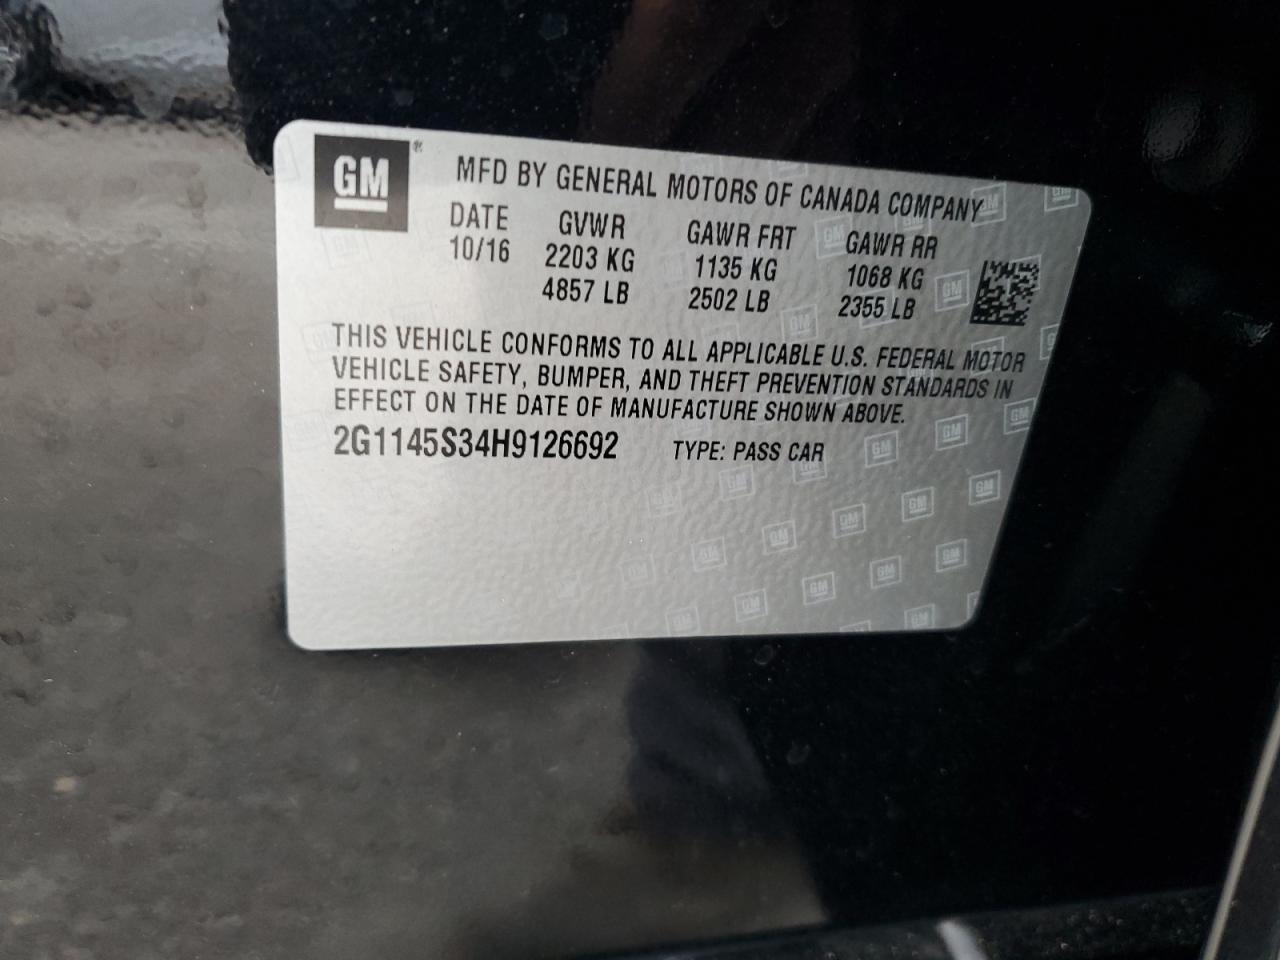 GM®
MFD BY GENERAL MOTORS OF CANADA COMPANY
DATE GVWR GAWR FRT GAWR RR
10/16 2203 KG 1135 KG 1068 KG
4857 LB 2502 LB 2355 LB
THIS VEHICLE CONFORMS TO ALL APPLICABLE U.S. FEDERAL MOTOR
VEHICLE SAFETY, BUMPER, AND THEFT PREVENTION STANDARDS IN
EFFECT ON THE DATE OF MANUFACTURE SHOWN ABOVE.
2G1145S34H9126692 TYPE: PASS CAR